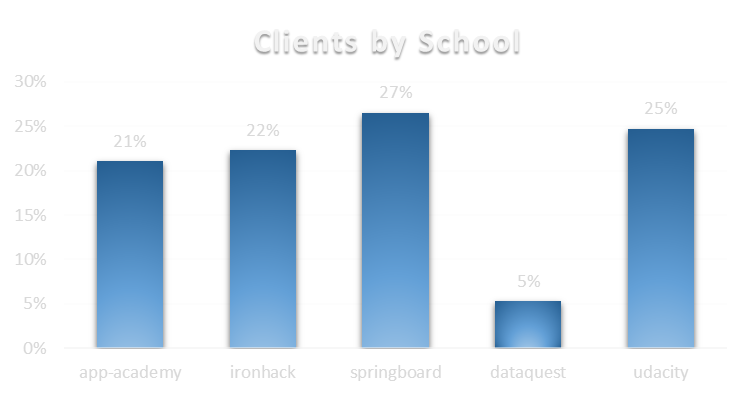 Clients by School
30%
25%
20%
15%
10%
5%
0%
21%
22%
27%
5%
25%
app-academy
ironhack
springboard
dataquest
udacity